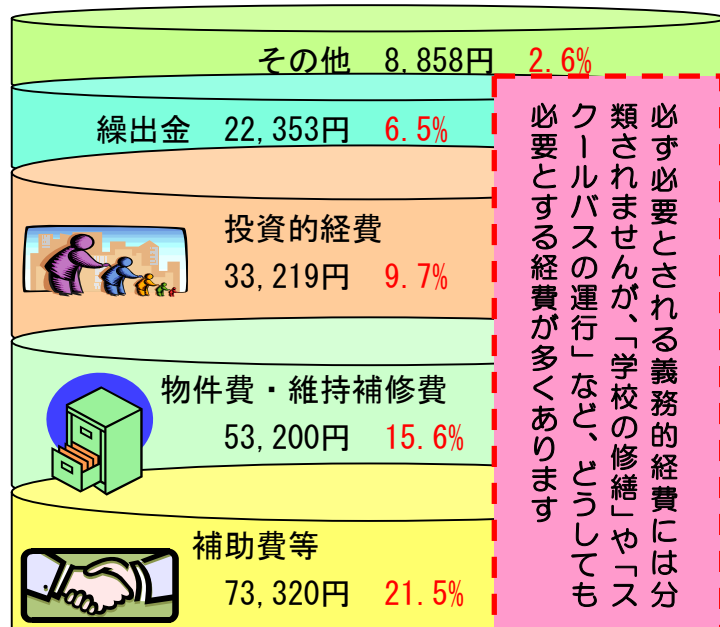 その他 8,858円 2.6%
繰出金 22,353円 6.5%
投資的経費
33,219円 9.7%
物件費・維持補修費
53,200円 15.6%
補助費等
73,320円 21.5%
必ず必要とされる義務的経費には分
類されませんが、「学校の修繕」や「ス
クールバスの運行」など、どうしても
必要とする経費が多くあります